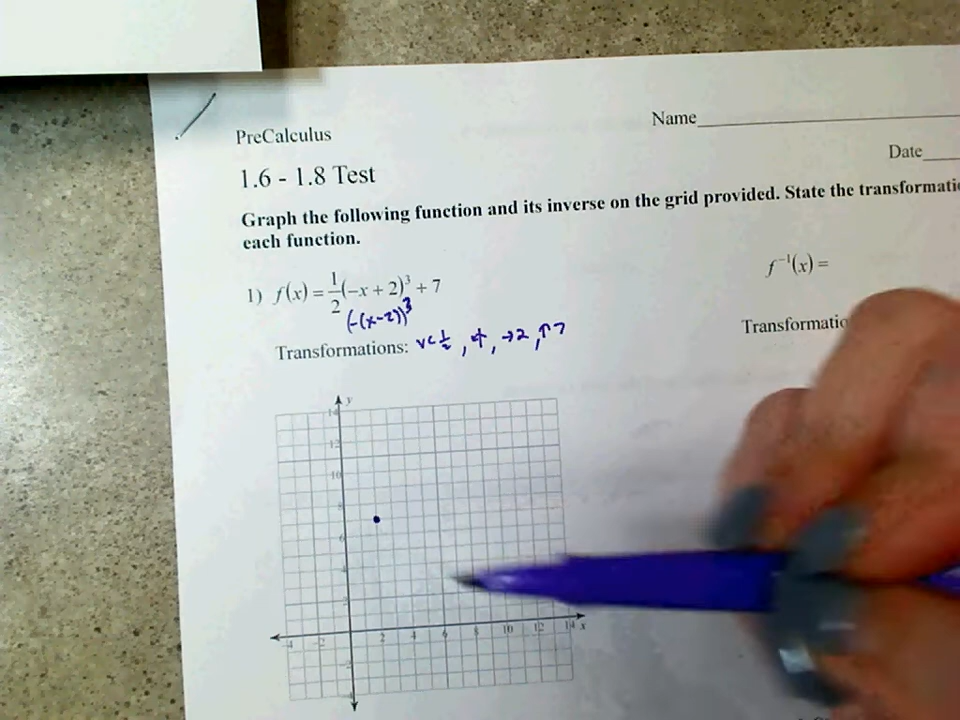 PreCalculus
Name
1.6 - 1.8 Test
Date
Graph the following function and its inverse on the grid provided. State the
each function.
1) f(x) = 1/2(-x + 2)³ + 7
f⁻¹(x) =
(-(x-2))³
Transformations: vc ½, , →2, ↑7
y
14
12
10
8
6
4
2
-4 -2 2 4 6 8 10 12 14 x
-2